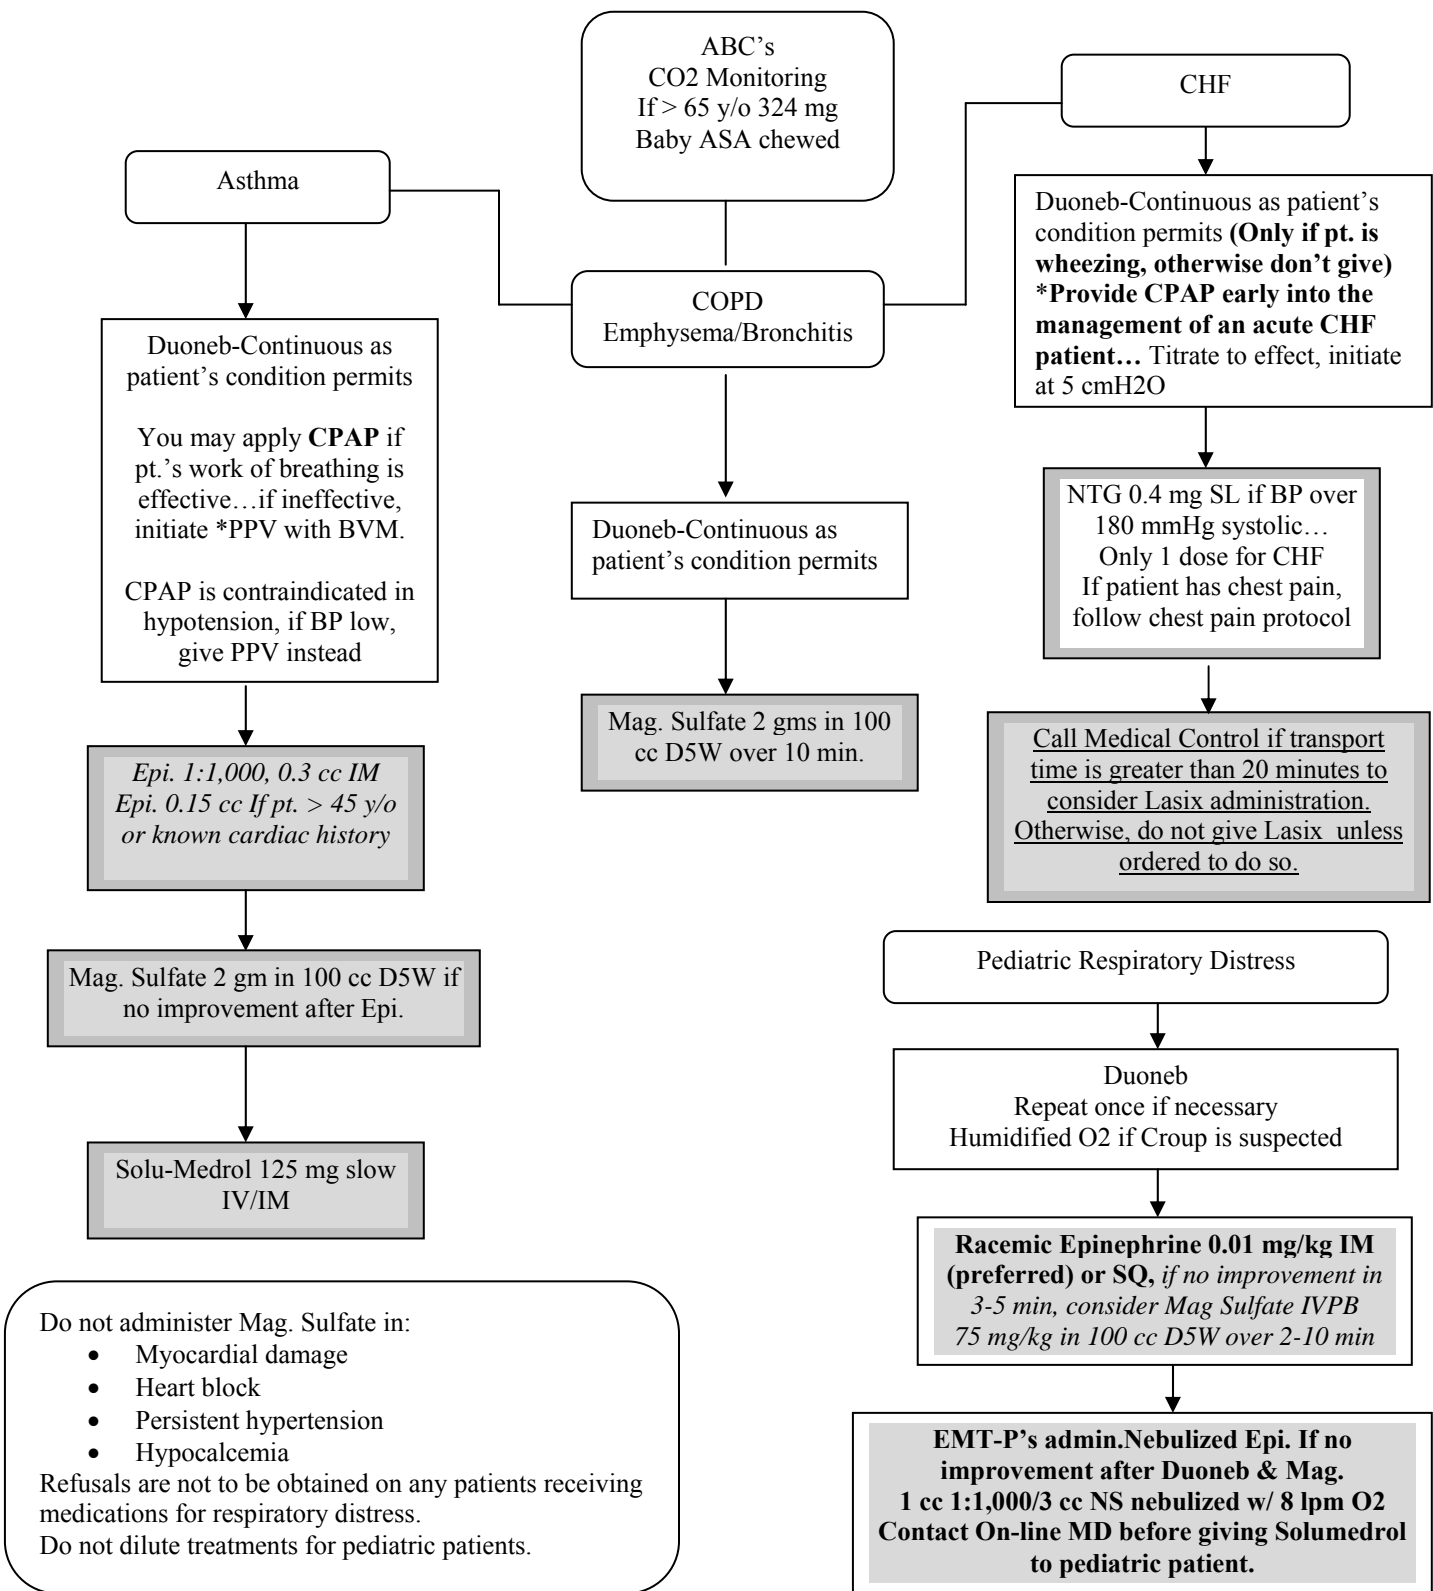 ABC's
CO2 Monitoring
If > 65 y/o 324 mg
Baby ASA chewed
CHF
Asthma
COPD
Emphysema/Bronchitis
Duoneb-Continuous as
patient's condition permits
You may apply CPAP if
pt.'s work of breathing is
effective…if ineffective,
initiate *PPV with BVM.
CPAP is contraindicated in
hypotension, if BP low,
give PPV instead
Epi. 1:1,000, 0.3 cc IM
Epi. 0.15 cc If pt. > 45 y/o
or known cardiac history
Mag. Sulfate 2 gm in 100 cc D5W if
no improvement after Epi.
Solu-Medrol 125 mg slow
IV/IM
Duoneb-Continuous as
patient's condition permits
Mag. Sulfate 2 gms in 100
cc D5W over 10 min.
Duoneb-Continuous as patient's
condition permits (Only if pt. is
wheezing, otherwise don't give)
*Provide CPAP early into the
management of an acute CHF
patient… Titrate to effect, initiate
at 5 cmH2O
NTG 0.4 mg SL if BP over
180 mmHg systolic…
Only 1 dose for CHF
If patient has chest pain,
follow chest pain protocol
Call Medical Control if transport
time is greater than 20 minutes to
consider Lasix administration.
Otherwise, do not give Lasix unless
ordered to do so.
Pediatric Respiratory Distress
Duoneb
Repeat once if necessary
Humidified O2 if Croup is suspected
Racemic Epinephrine 0.01 mg/kg IM
(preferred) or SQ, if no improvement in
3-5 min, consider Mag Sulfate IVPB
75 mg/kg in 100 cc D5W over 2-10 min
EMT-P's admin.Nebulized Epi. If no
improvement after Duoneb & Mag.
1 cc 1:1,000/3 cc NS nebulized w/ 8 lpm O2
Contact On-line MD before giving Solumedrol
to pediatric patient.
Do not administer Mag. Sulfate in:
• Myocardial damage
• Heart block
• Persistent hypertension
• Hypocalcemia
Refusals are not to be obtained on any patients receiving
medications for respiratory distress.
Do not dilute treatments for pediatric patients.